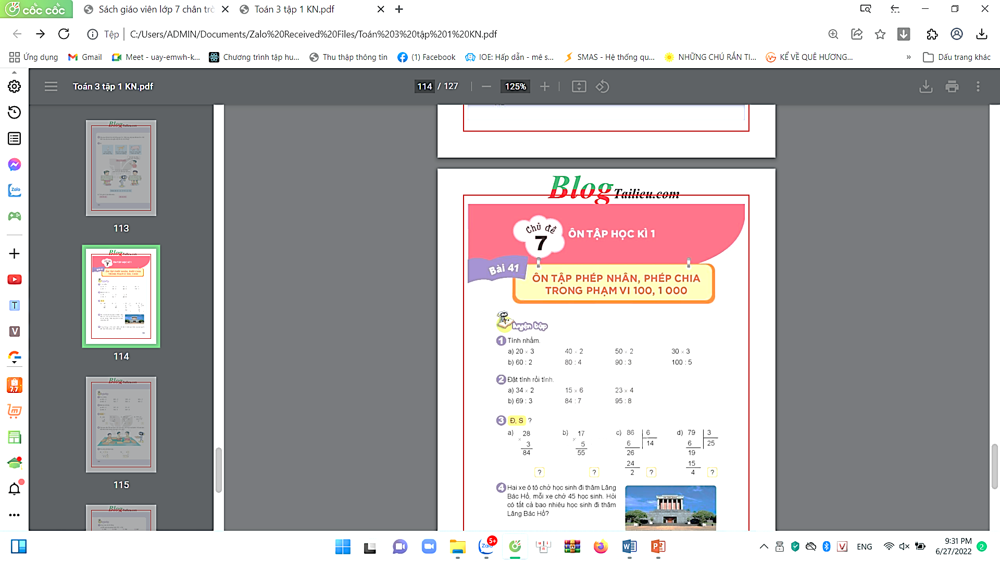 cốc cốc
Sách giáo viên lớp 7 chân trờ
Toán 3 tập 1 KN.pdf
Tệp
C:/Users/ADMIN/Documents/Zalo%20Received%20Files/Toán%203%20tập%201%20KN.pdf
Ứng dụng
Gmail
Meet - uay-emwh-k...
Chương trình tập hu...
Thu thập thông tin
(1) Facebook
IOE: Hấp dẫn - mê s...
SMAS - Hệ thống qu...
NHỮNG CHÚ RẮN TI...
KỂ VỀ QUÊ HƯƠNG...
»
Dấu trang khác
Toán 3 tập 1 KN.pdf
114 / 127
125%
113
114
115
Blog Tailieu.com
Chủ đề
7
ÔN TẬP HỌC KÌ 1
Bài 41
ÔN TẬP PHÉP NHÂN, PHÉP CHIA
TRONG PHẠM VI 100, 1 000
Luyện tập
1 Tính nhẩm.
a) 20 × 3 40 × 2 50 × 2 30 × 3
b) 60 : 2 80 : 4 90 : 3 100 : 5
2 Đặt tính rồi tính.
a) 34 × 2 15 × 6 23 × 4
b) 69 : 3 84 : 7 95 : 8
3 Đ, S ?
a) 28 b) 17 c) 86 6 d) 79 3
× 3 × 5 6 14 6 25
84 55 26 19
24 15
? ? 2 ? 4 ?
4 Hai xe ô tô chở học sinh đi thăm Lăng
Bác Hồ, mỗi xe chở 45 học sinh. Hỏi
có tất cả bao nhiêu học sinh đi thăm
Lăng Bác Hồ?
Zalo
7.7
T
V
Zalo
5+
ENG
9:31 PM
6/27/2022
2